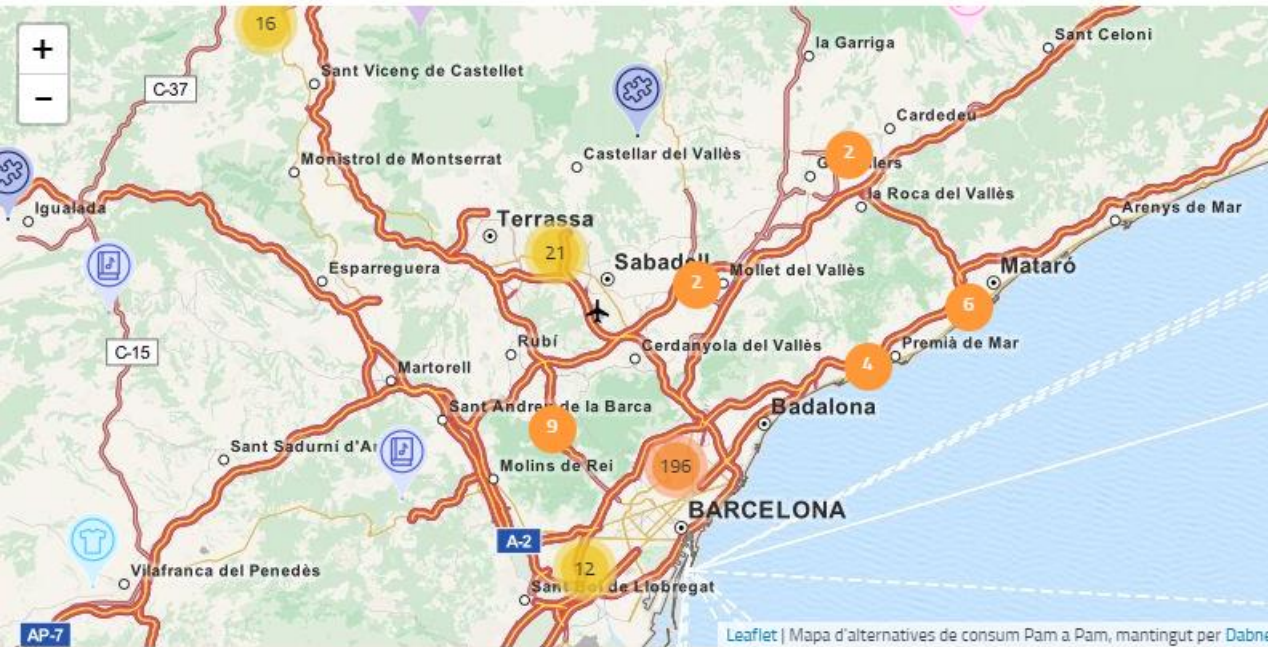 16
+
la Garriga
Sant Celoni
−
Sant Vicenç de Castellet
C-37
Cardedeu
Monistrol de Montserrat
Castellar del Vallès
2
Igualada
la Roca del Vallès
Arenys de Mar
Terrassa
21
Sabadell
Esparreguera
2
Mollet del Vallès
Mataró
6
C-15
Rubí
Cerdanyola del Vallès
Premià de Mar
Martorell
4
Sant Andreu de la Barca
Badalona
9
Sant Sadurní
Molins de Rei
196
BARCELONA
A-2
12
Vilafranca del Penedès
Sant Boi de Llobregat
AP-7
Leaflet | Mapa d'alternatives de consum Pam a Pam, mantingut per Dabne